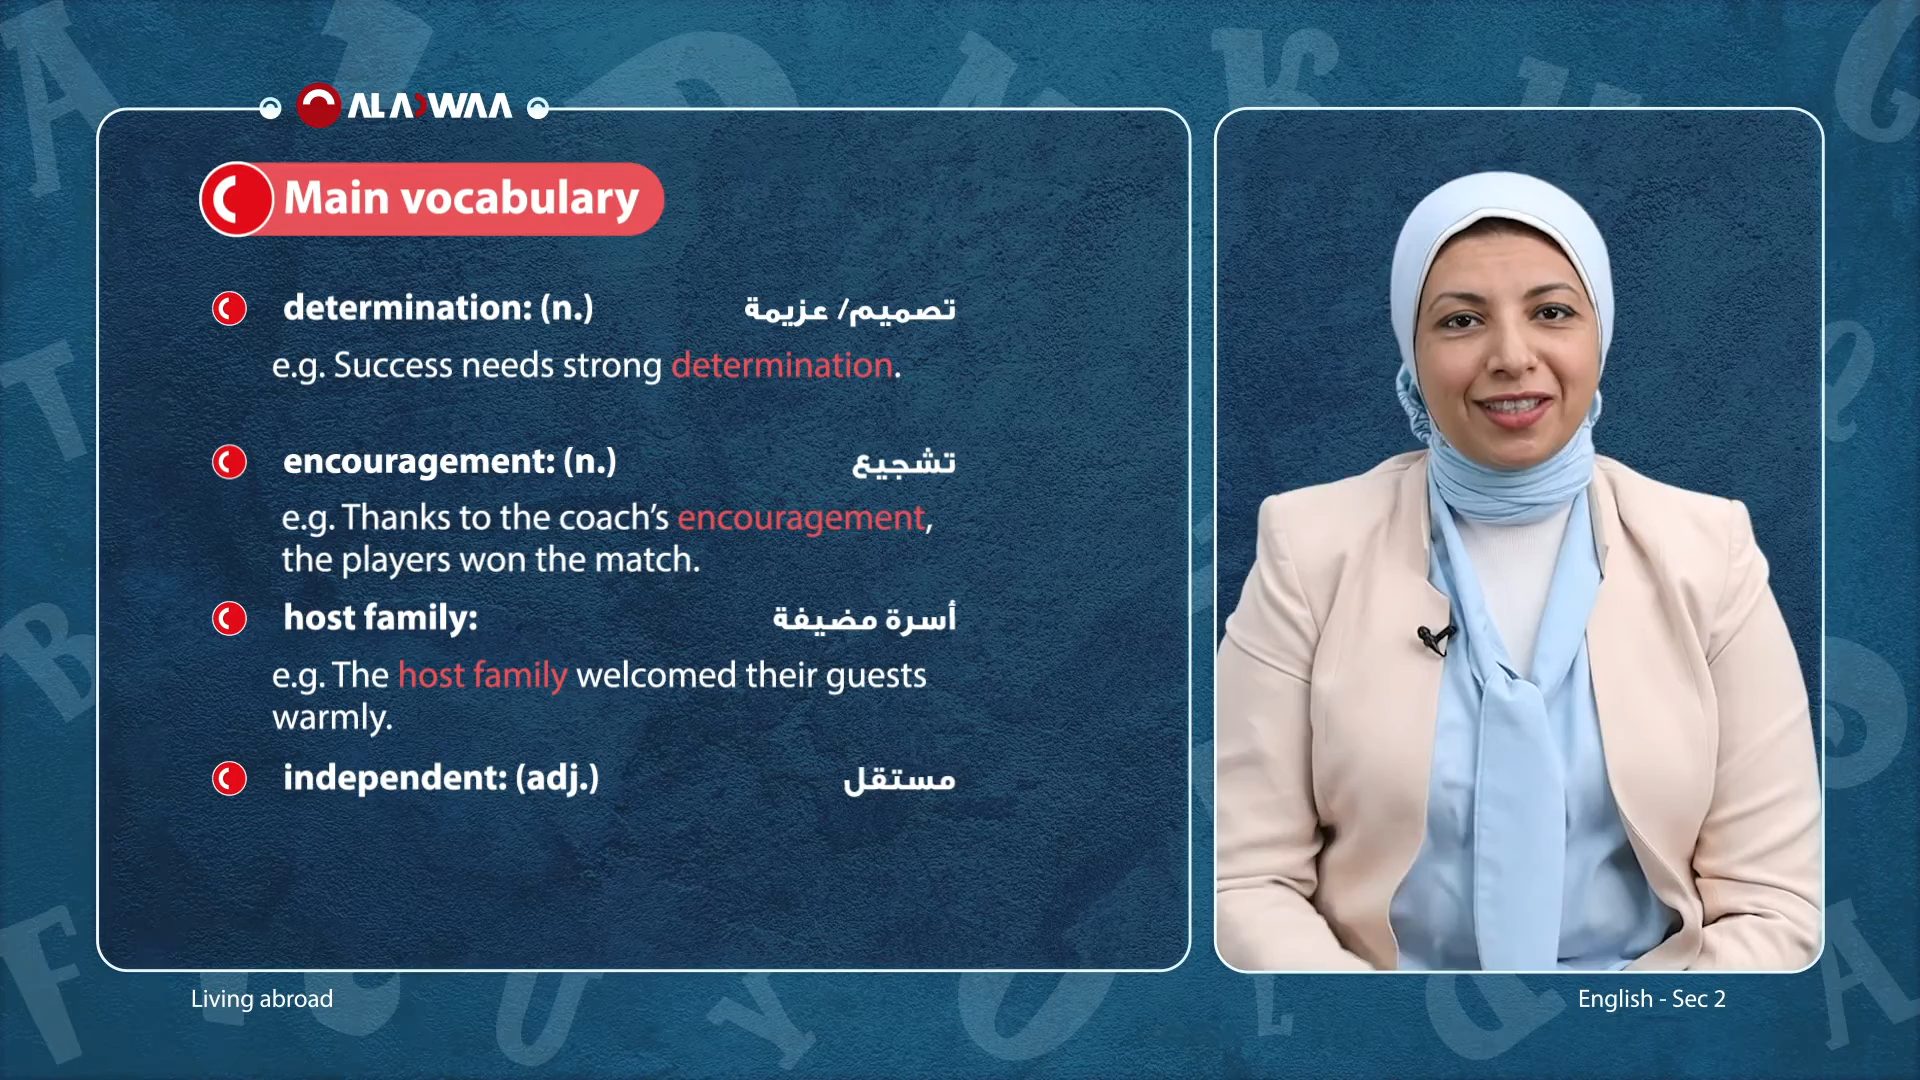 ALADWAA
Main vocabulary
determination: (n.) تصميم/ عزيمة
e.g. Success needs strong determination.
encouragement: (n.) تشجيع
e.g. Thanks to the coach’s encouragement,
the players won the match.
host family: أسرة مضيفة
e.g. The host family welcomed their guests
warmly.
independent: (adj.) مستقل
Living abroad
English - Sec 2